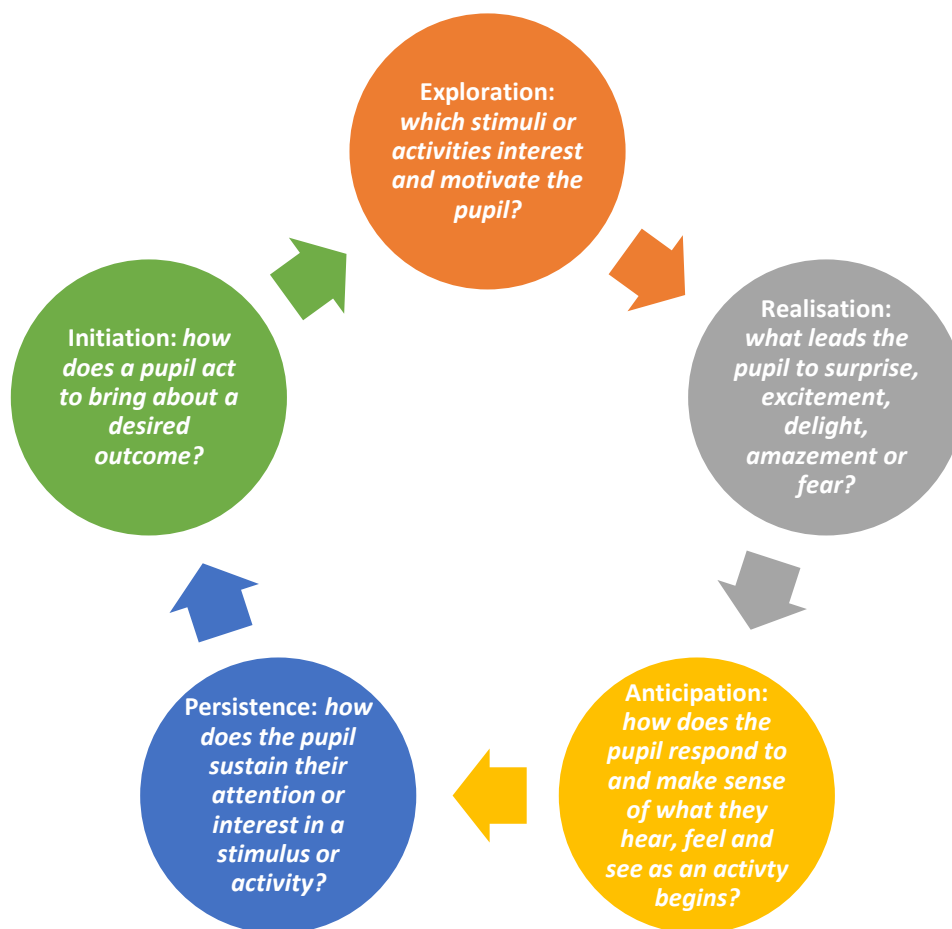 Exploration:
which stimuli or
activities interest
and motivate the
pupil?
Realisation:
what leads the
pupil to surprise,
excitement,
delight,
amazement or
fear?
Anticipation:
how does the
pupil respond to
and make sense
of what they
hear, feel and
see as an activty
begins?
Persistence: how
does the pupil
sustain their
attention or
interest in a
stimulus or
activity?
Initiation: how
does a pupil act
to bring about a
desired
outcome?